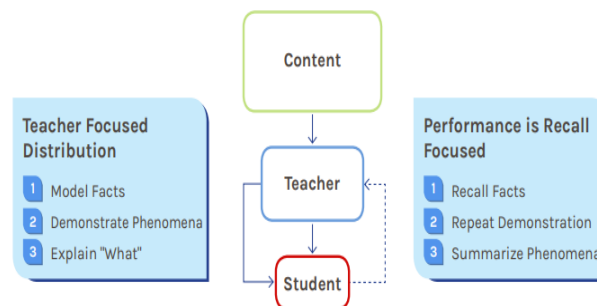 Content
Teacher Focused
Distribution
1 Model Facts
2 Demonstrate Phenomena
3 Explain "What"
Teacher
Student
Performance is Recall
Focused
1 Recall Facts
2 Repeat Demonstration
3 Summarize Phenomena